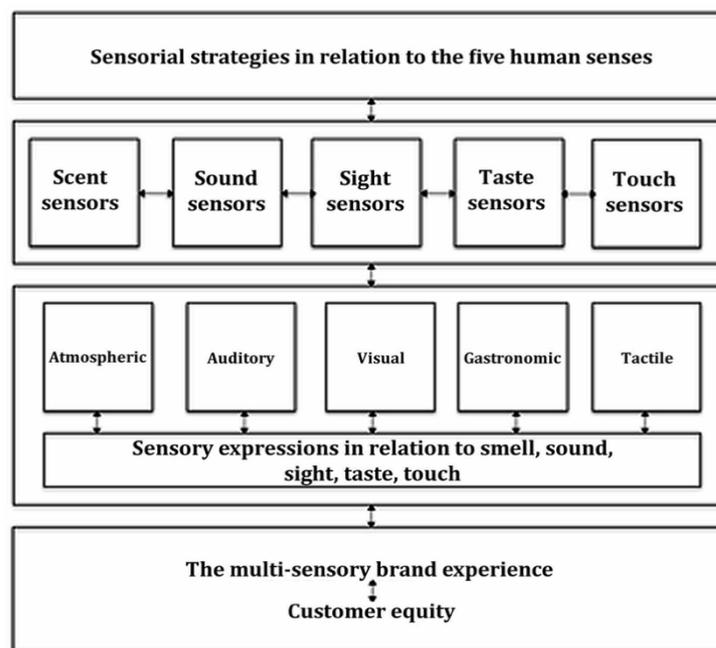 Sensorial strategies in relation to the five human senses
Scent
sensors
Sound
sensors
Sight
sensors
Taste
sensors
Touch
sensors
Atmospheric
Auditory
Visual
Gastronomic
Tactile
Sensory expressions in relation to smell, sound,
sight, taste, touch
The multi-sensory brand experience
Customer equity